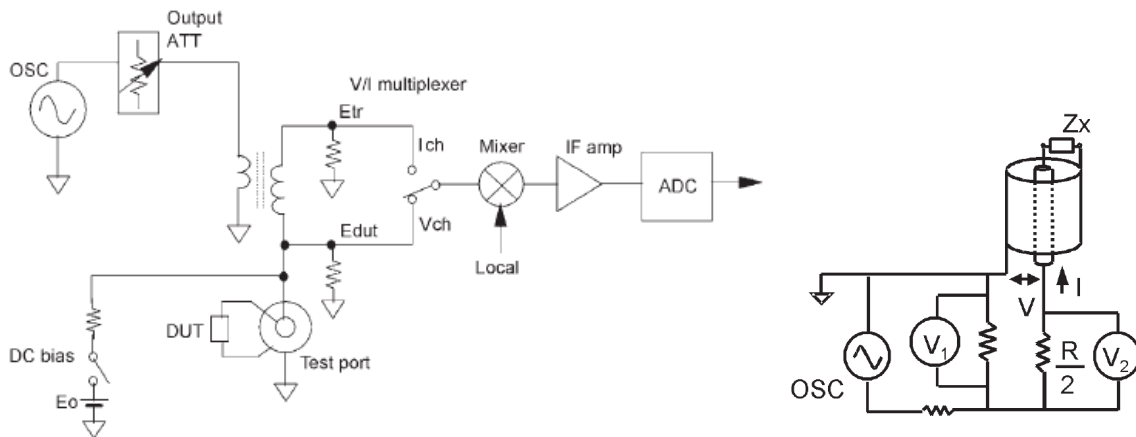 Output
ATT
OSC
V/I multiplexer
Etr
Ich
Mixer
IF amp
ADC
Vch
Edut
Local
DUT
Test port
DC bias
Eo
Zx
V
I
V1
R
2
V2
OSC